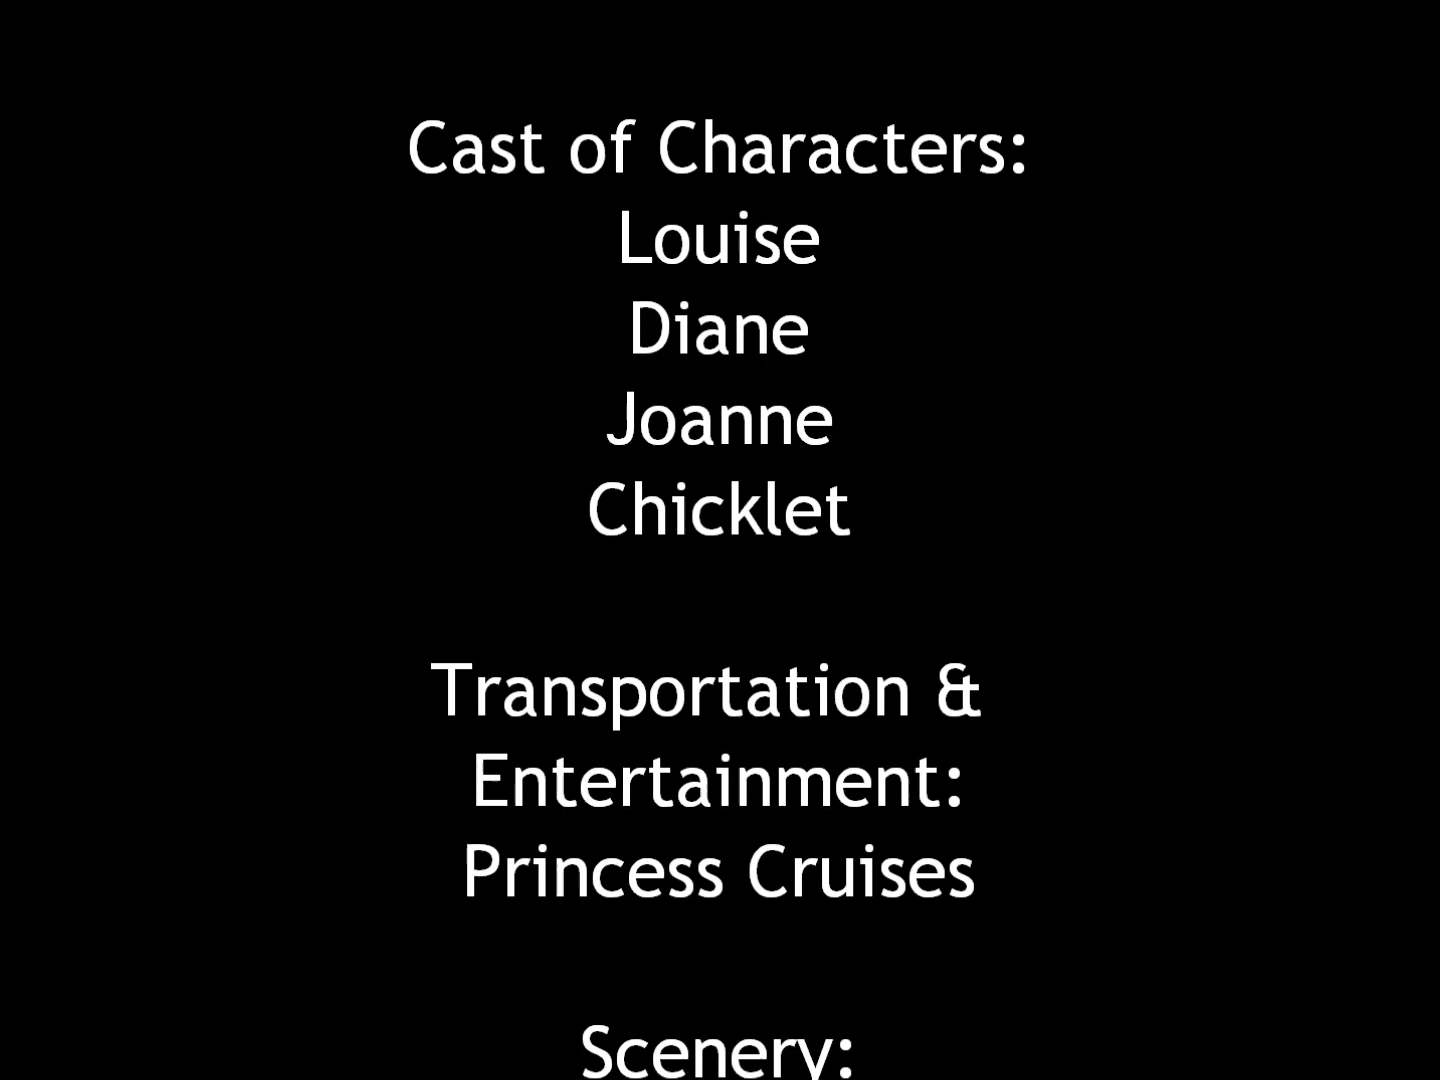 Cast of Characters:
Louise
Diane
Joanne
Chicklet
Transportation &
Entertainment:
Princess Cruises
Scenery: